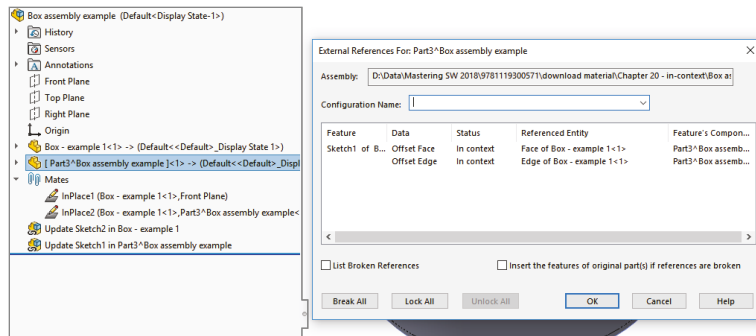 Box assembly example (Default<Display State-1>)
History
Sensors
Annotations
Front Plane
Top Plane
Right Plane
Origin
Box - example 1<1> -> (Default<<Default>_Display State 1>)
[ Part3^Box assembly example ]<1> -> (Default<<Default>_Displ
Mates
InPlace1 (Box - example 1<1>,Front Plane)
InPlace2 (Box - example 1<1>,Part3^Box assembly example<
Update Sketch2 in Box - example 1
Update Sketch1 in Part3^Box assembly example
External References For: Part3^Box assembly example
Assembly: D:\Data\Mastering SW 2018\9781119300571\download material\Chapter 20 - in-context\Box as
Configuration Name:
Feature Data Status Referenced Entity Feature's Compon...
Sketch1 of B... Offset Face In context Face of Box - example 1<1> Part3^Box assemb...
Offset Edge In context Edge of Box - example 1<1> Part3^Box assemb...
List Broken References Insert the features of original part(s) if references are broken
Break All Lock All Unlock All OK Cancel Help